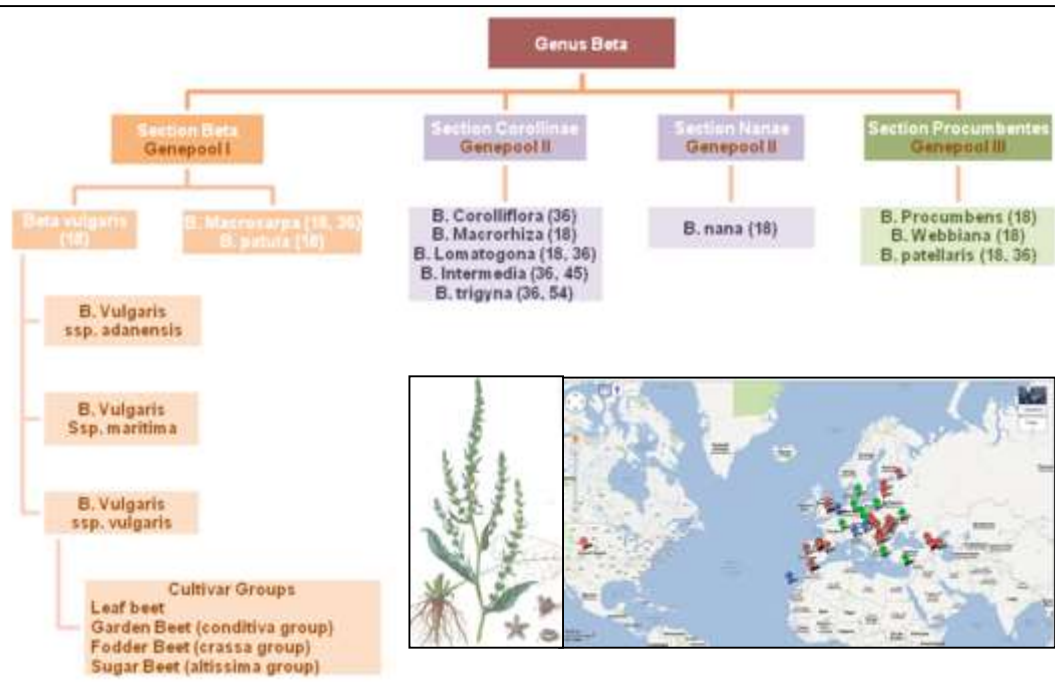 Genus Beta
Section Beta
Genepool I
Section Corollinae
Genepool II
Section Nanae
Genepool II
Section Procumbentes
Genepool III
Beta vulgaris
(18)
B. Macrocarpa (18, 36)
B. patula (18)
B. Corolliflora (36)
B. Macrorhiza (18)
B. Lomatogona (18, 36)
B. Intermedia (36, 45)
B. trigyna (36, 54)
B. nana (18)
B. Procumbens (18)
B. Webbiana (18)
B. patellaris (18, 36)
B. Vulgaris
ssp. adanensis
B. Vulgaris
Ssp. maritima
B. Vulgaris
ssp. vulgaris
Cultivar Groups
Leaf beet
Garden Beet (conditiva group)
Fodder Beet (crassa group)
Sugar Beet (altissima group)